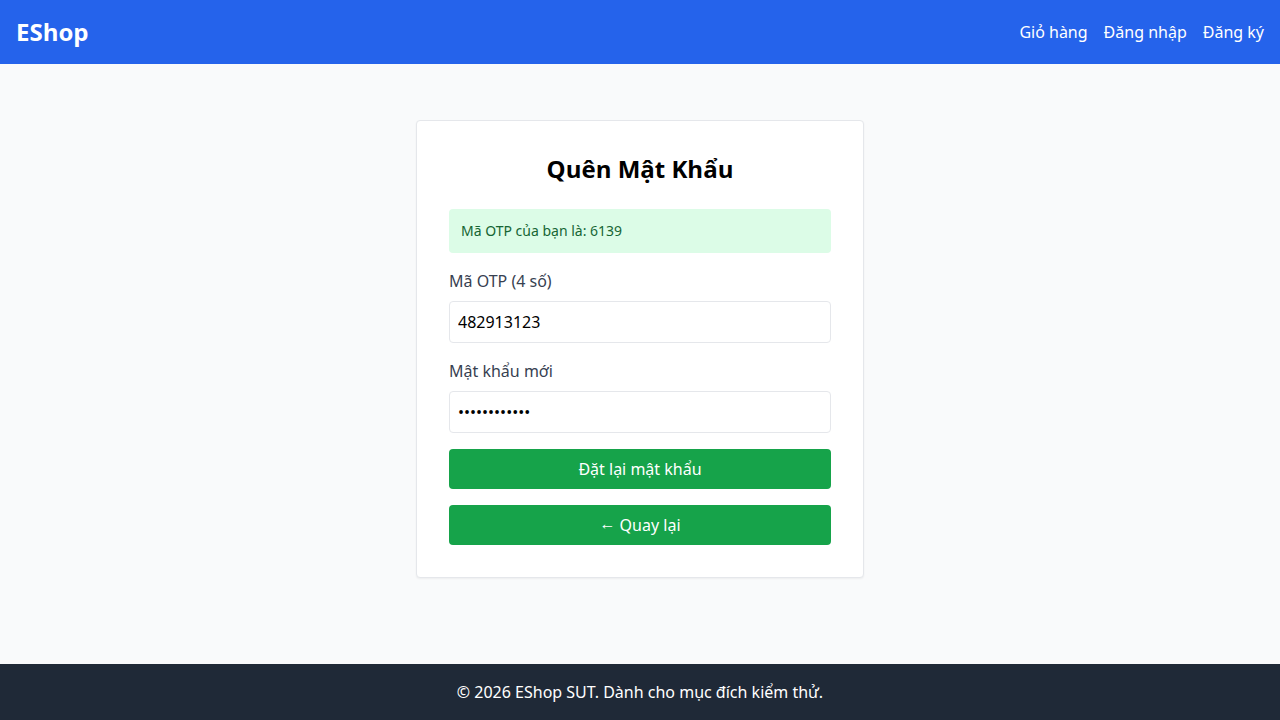 EShop
Giỏ hàng Đăng nhập Đăng ký
Quên Mật Khẩu
Mã OTP của bạn là: 6139
Mã OTP (4 số)
482913123
Mật khẩu mới
••••••••••••
Đặt lại mật khẩu
← Quay lại
© 2026 EShop SUT. Dành cho mục đích kiểm thử.